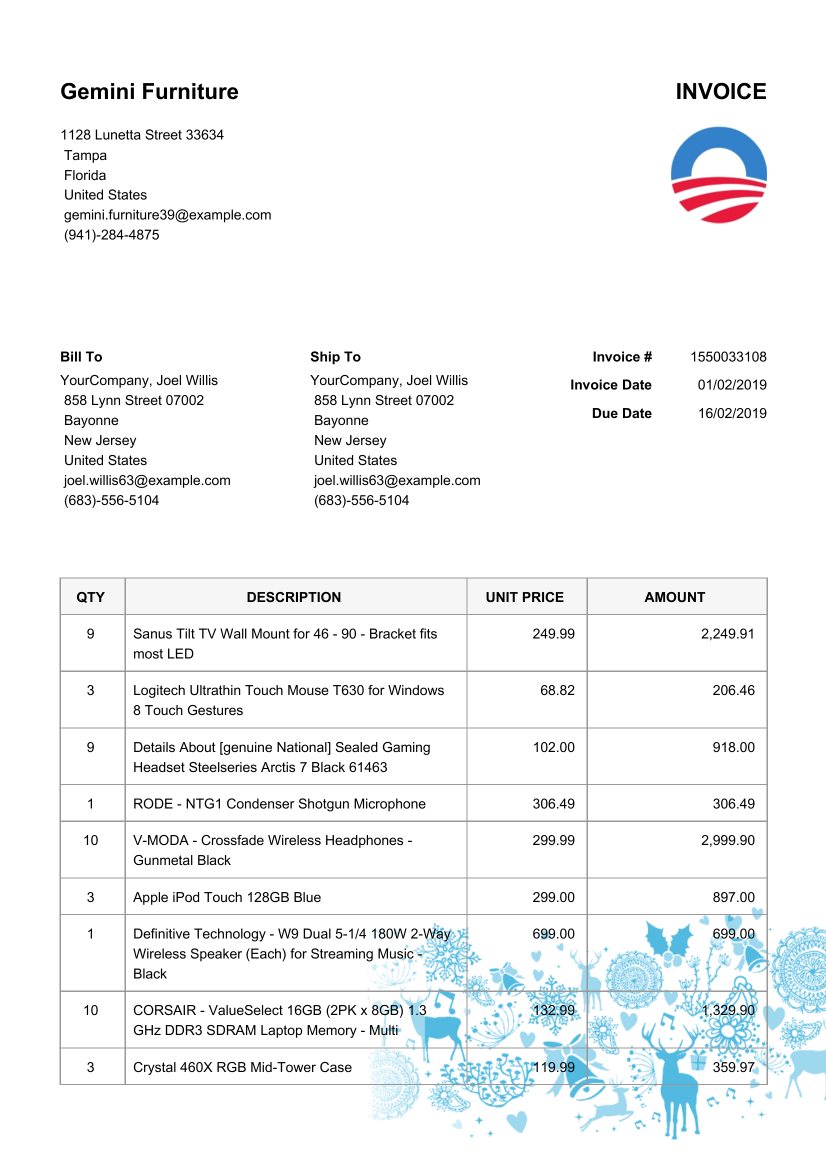 Gemini Furniture
INVOICE
1128 Lunetta Street 33634
Tampa
Florida
United States
gemini.furniture39@example.com
(941)-284-4875
Bill To
YourCompany, Joel Willis
858 Lynn Street 07002
Bayonne
New Jersey
United States
joel.willis63@example.com
(683)-556-5104
Ship To
YourCompany, Joel Willis
858 Lynn Street 07002
Bayonne
New Jersey
United States
joel.willis63@example.com
(683)-556-5104
Invoice # 1550033108
Invoice Date 01/02/2019
Due Date 16/02/2019
QTY DESCRIPTION UNIT PRICE AMOUNT
9 Sanus Tilt TV Wall Mount for 46 - 90 - Bracket fits 249.99 2,249.91
most LED
3 Logitech Ultrathin Touch Mouse T630 for Windows 68.82 206.46
8 Touch Gestures
9 Details About [genuine National] Sealed Gaming 102.00 918.00
Headset Steelseries Arctis 7 Black 61463
1 RODE - NTG1 Condenser Shotgun Microphone 306.49 306.49
10 V-MODA - Crossfade Wireless Headphones - 299.99 2,999.90
Gunmetal Black
3 Apple iPod Touch 128GB Blue 299.00 897.00
1 Definitive Technology - W9 Dual 5-1/4 180W 2-Way 699.00 699.00
Wireless Speaker (Each) for Streaming Music -
Black
10 CORSAIR - ValueSelect 16GB (2PK x 8GB) 1.3 132.99 1,329.90
GHz DDR3 SDRAM Laptop Memory - Multi
3 Crystal 460X RGB Mid-Tower Case 119.99 359.97